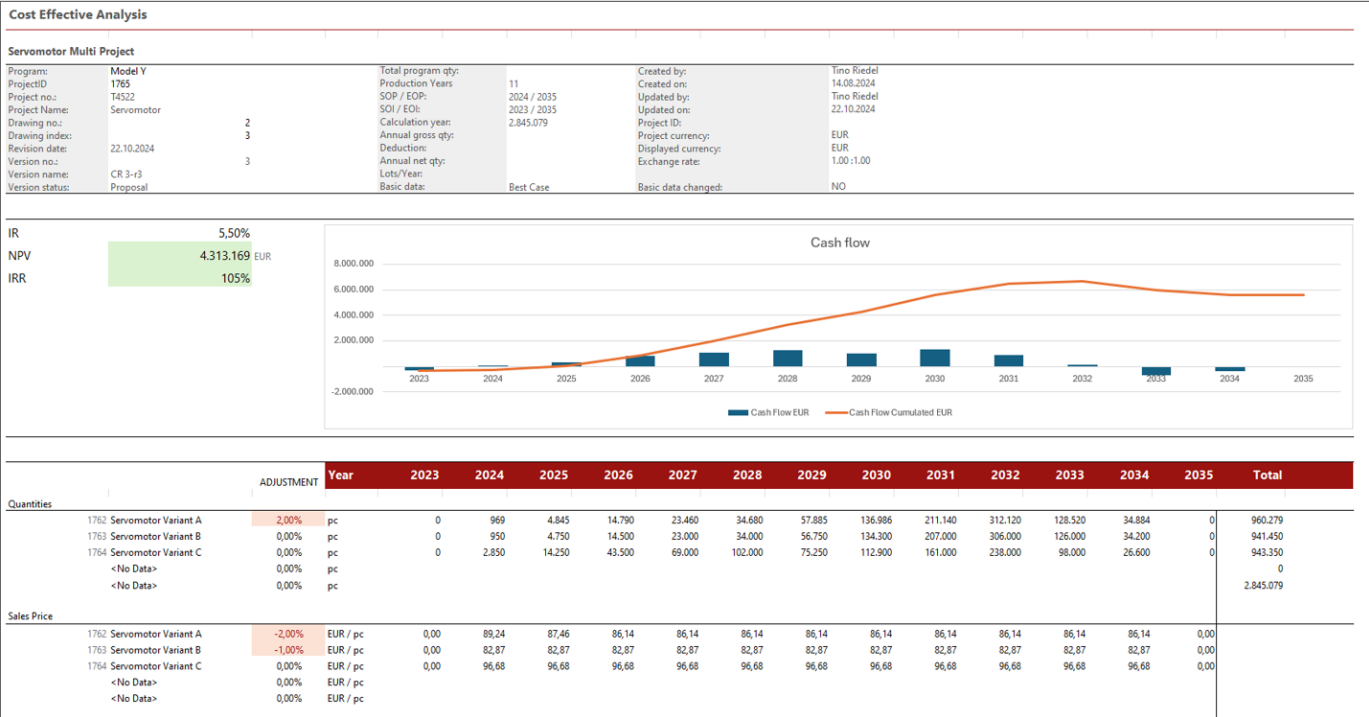 Cost Effective Analysis
Servomotor Multi Project
Program: Model Y Total program qty: Created by: Tino Riedel
ProjectID 1765 Production Years 11 Created on: 14.08.2024
Project no.: T4522 SOP / EOP: 2024 / 2035 Updated by: Tino Riedel
Project Name: Servomotor SOI / EOI: 2023 / 2035 Updated on: 22.10.2024
Drawing no.: 2 Calculation year: 2.845.079 Project ID:
Drawing index: 3 Annual gross qty: Project currency: EUR
Revision date: 22.10.2024 Deduction: Displayed currency: EUR
Version no.: 3 Annual net qty: Exchange rate: 1.00 :1.00
Version name: CR 3-r3 Lots/Year:
Version status: Proposal Basic data: Best Case Basic data changed: NO
IR 5,50%
NPV 4.313.169 EUR
IRR 105%
Cash flow
8.000.000
6.000.000
4.000.000
2.000.000
2023 2024 2025 2026 2027 2028 2029 2030 2031 2032 2033 2034 2035
-2.000.000
Cash Flow EUR Cash Flow Cumulated EUR
ADJUSTMENT Year 2023 2024 2025 2026 2027 2028 2029 2030 2031 2032 2033 2034 2035 Total
Quantities
1762 Servomotor Variant A 2,00% pc 0 969 4.845 14.790 23.460 34.680 57.885 136.986 211.140 312.120 128.520 34.884 0 960.279
1763 Servomotor Variant B 0,00% pc 0 950 4.750 14.500 23.000 34.000 56.750 134.300 207.000 306.000 126.000 34.200 0 941.450
1764 Servomotor Variant C 0,00% pc 0 2.850 14.250 43.500 69.000 102.000 75.250 112.900 161.000 238.000 98.000 26.600 0 943.350
<No Data> 0,00% pc 0
<No Data> 0,00% pc 2.845.079
Sales Price
1762 Servomotor Variant A -2,00% EUR / pc 0,00 89,24 87,46 86,14 86,14 86,14 86,14 86,14 86,14 86,14 86,14 86,14 0,00
1763 Servomotor Variant B -1,00% EUR / pc 0,00 82,87 82,87 82,87 82,87 82,87 82,87 82,87 82,87 82,87 82,87 82,87 0,00
1764 Servomotor Variant C 0,00% EUR / pc 0,00 96,68 96,68 96,68 96,68 96,68 96,68 96,68 96,68 96,68 96,68 96,68 0,00
<No Data> 0,00% EUR / pc
<No Data> 0,00% EUR / pc